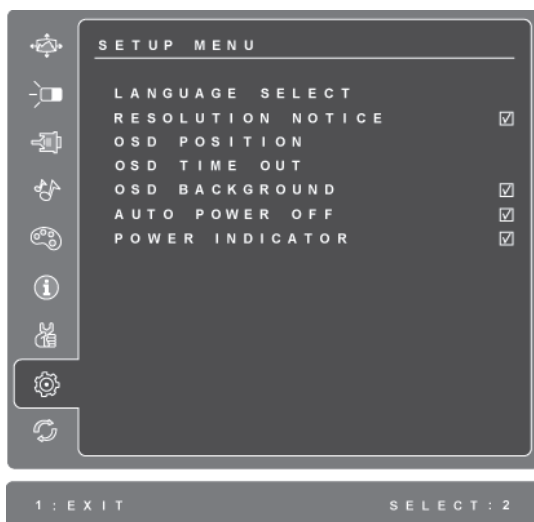 SETUP MENU
LANGUAGE SELECT
RESOLUTION NOTICE ☑
OSD POSITION
OSD TIME OUT
OSD BACKGROUND ☑
AUTO POWER OFF ☑
POWER INDICATOR ☑
1:EXIT SELECT:2